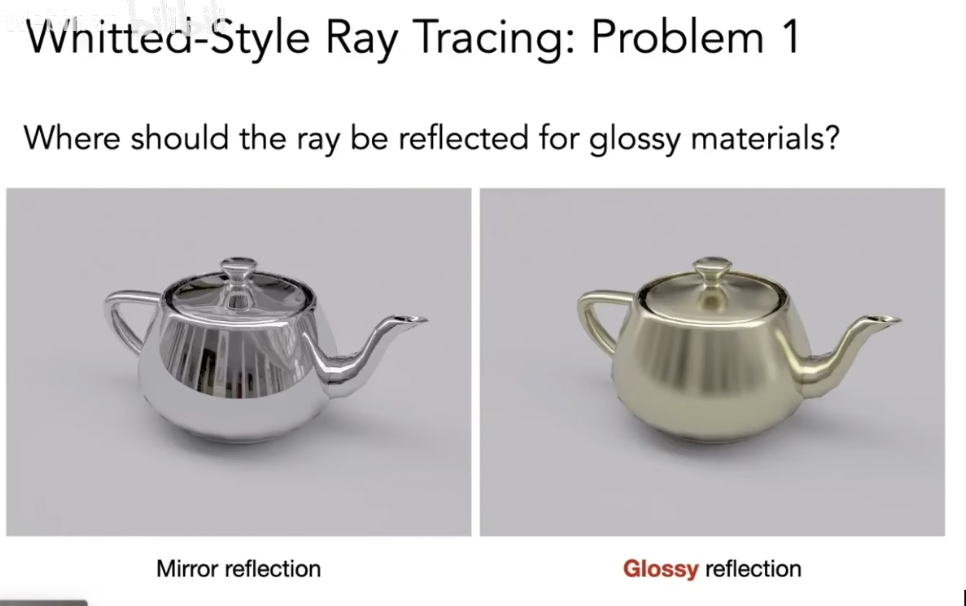 Whitted-Style Ray Tracing: Problem 1
Where should the ray be reflected for glossy materials?
Mirror reflection
Glossy reflection